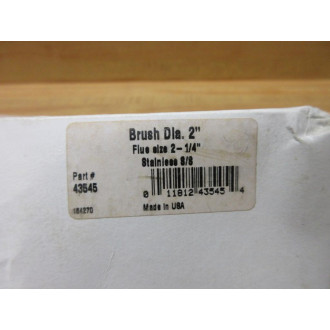 Brush Dia. 2"
Flue size 2-1/4"
Stainless S/S
Part #
43545
0 11812 43545 4
Made in USA